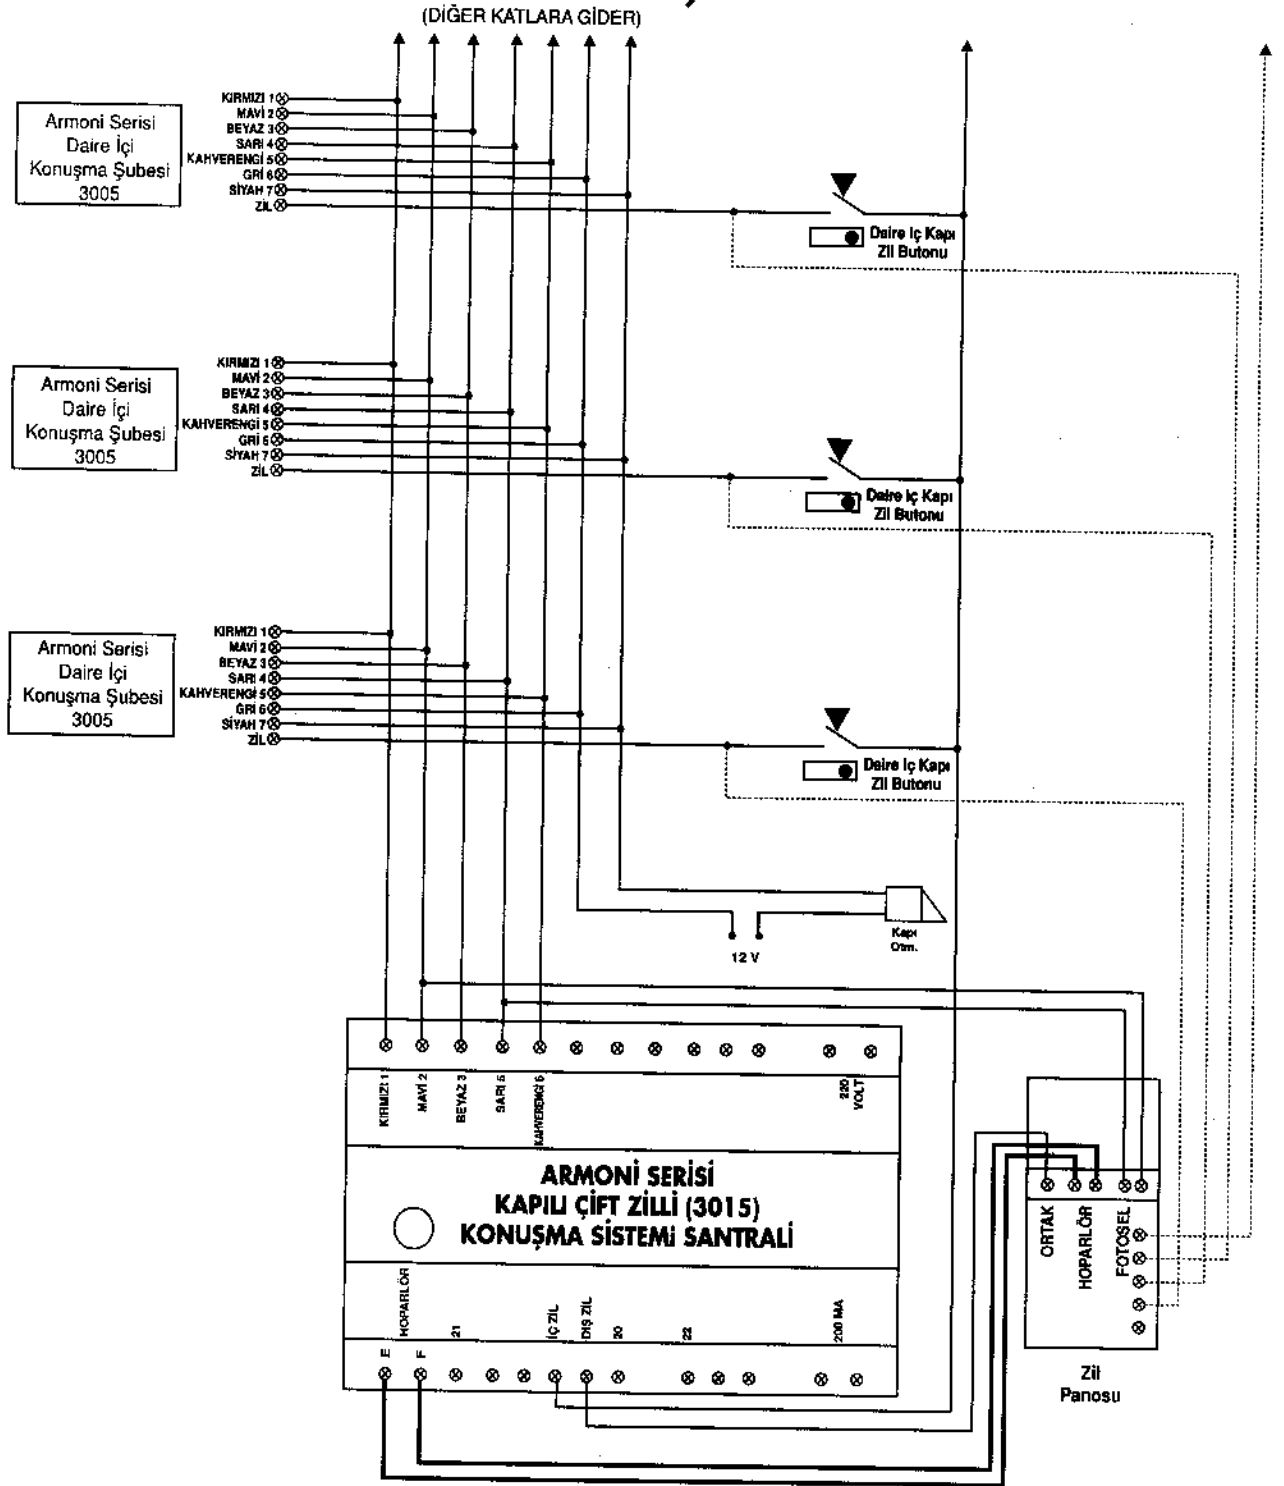 (DİĞER KATLARA GİDER)
Armoni Serisi
Daire İçi
Konuşma Şubesi
3005
KIRMIZI 1
MAVİ 2
BEYAZ 3
SARI 4
KAHVERENGİ 5
GRİ 6
SİYAH 7
ZİL
Daire İç Kapı
Zil Butonu
Armoni Serisi
Daire İçi
Konuşma Şubesi
3005
KIRMIZI 1
MAVİ 2
BEYAZ 3
SARI 4
KAHVERENGİ 5
GRİ 6
SİYAH 7
ZİL
Daire İç Kapı
Zil Butonu
Armoni Serisi
Daire İçi
Konuşma Şubesi
3005
KIRMIZI 1
MAVİ 2
BEYAZ 3
SARI 4
KAHVERENGİ 5
GRİ 6
SİYAH 7
ZİL
Daire İç Kapı
Zil Butonu
Kapı
Otm.
12 V
KIRMIZI 1
MAVİ 2
BEYAZ 3
SARI 5
KAHVERENGİ 6
220
VOLT
ARMONİ SERİSİ
KAPILI ÇİFT ZİLLİ (3015)
KONUŞMA SİSTEMİ SANTRALİ
HOPARLÖR
E
F
21
İÇ ZİL
DIŞ ZİL
20
22
200 MA
ORTAK
HOPARLÖR
FOTOSEL
Zil
Panosu